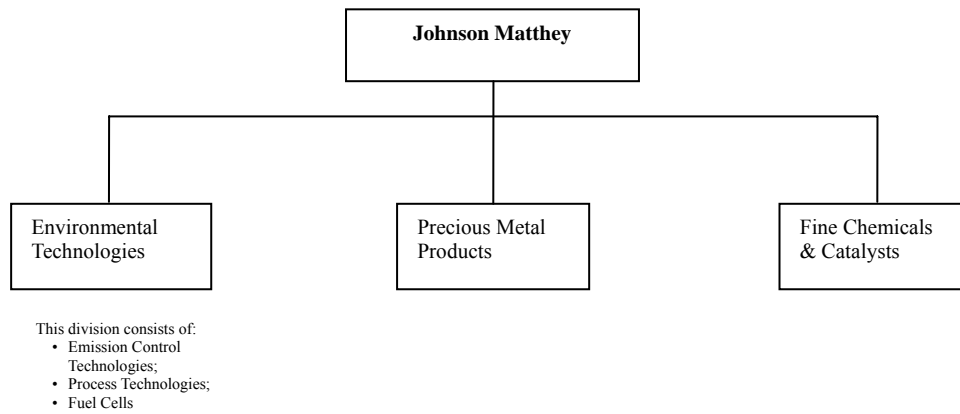 Johnson Matthey
Environmental
Technologies
Precious Metal
Products
Fine Chemicals
& Catalysts
This division consists of:
• Emission Control
Technologies;
• Process Technologies;
• Fuel Cells